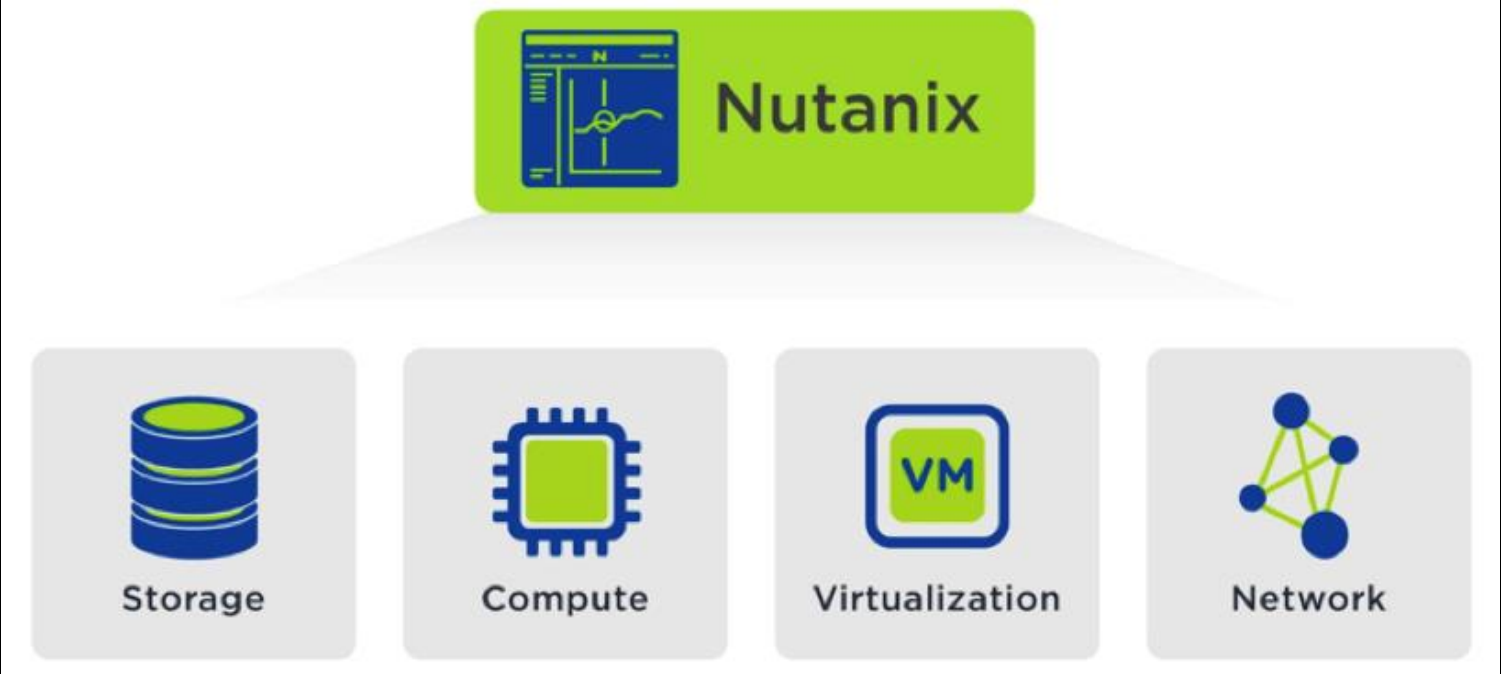 N
Nutanix
VM
Storage
Compute
Virtualization
Network